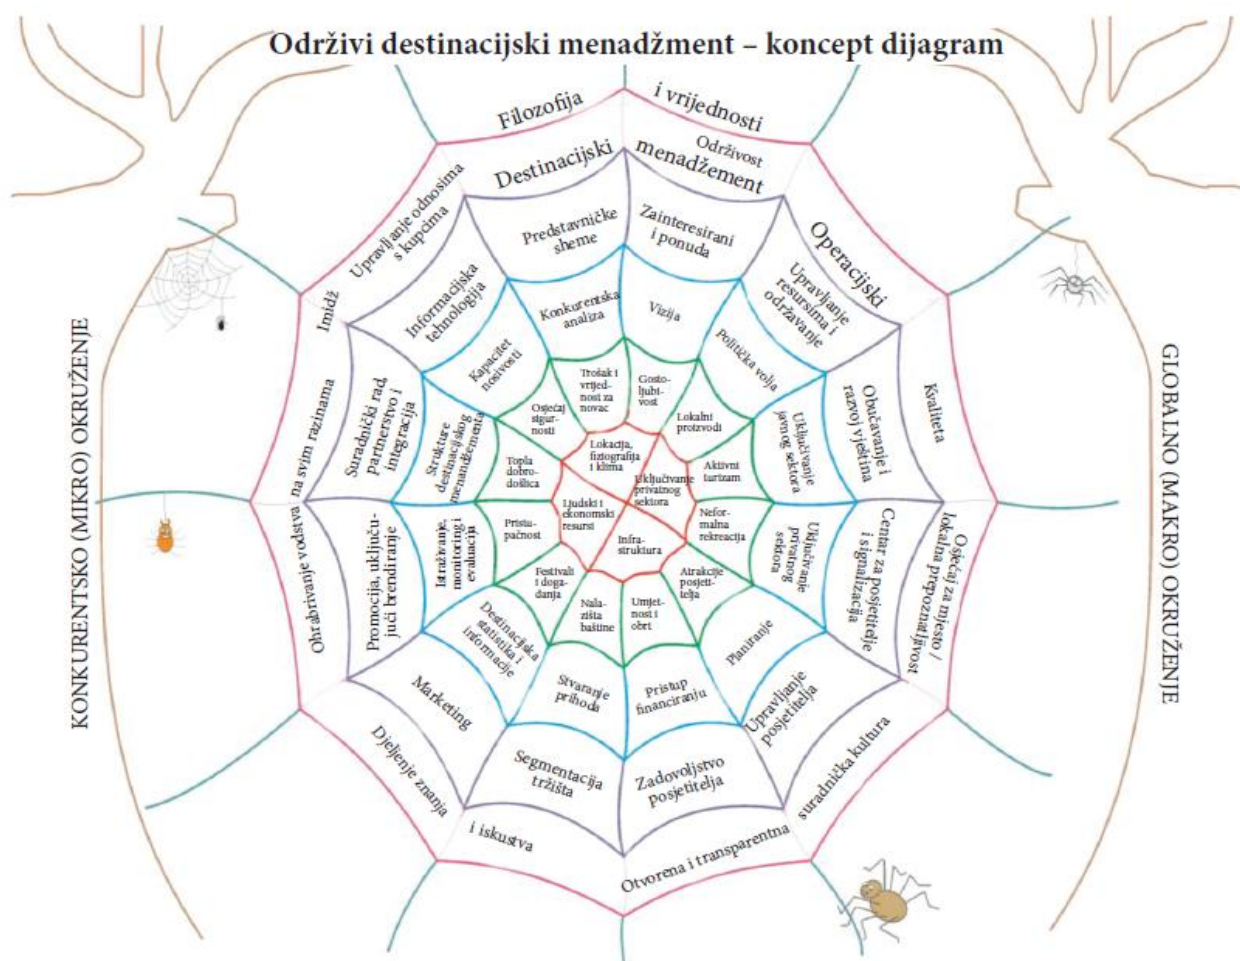 Održivi destinacijski menadžment – koncept dijagram
Filozofija
i vrijednosti
Destinacijski
Održivost
menadžement
Operacijski
Upravljanje odnosima
s kupcima
Imidž
Kvaliteta
Osjećaj za mjesto /
lokalna prepoznatljivost
suradnička kultura
Otvorena i transparentna
i iskustva
Djeljenje znanja
Ohrabrivanje vodstva
na svim razinama
Predstavničke
sheme
Zainteresirani
i ponuda
Upravljanje
resursima i
održavanje
Obučavanje i
razvoj vještina
Centar za posjetitelje
i signalizacija
Upravljanje
posjetitelja
Zadovoljstvo
posjetitelja
Segmentacija
tržišta
Marketing
Promocija, uključu-
jući brendiranje
Suradnički rad,
partnerstvo i
integracija
Informacijska
tehnologija
Konkurentska
analiza
Vizija
Politička volja
Uključivanje
javnog sektora
Uključivanje
privatnog
sektora
Planiranje
Pristup
financiranju
Stvaranje
prihoda
Destinacijska
statistika i
informacije
Istraživanje,
monitoring i
evaluacija
Strukture
destinacijskog
menandžmenta
Kapacitet
nosivosti
Trošak i
vrijed-
nost za
novac
Gosto-
ljubi-
vost
Lokalni
proizvodi
Aktivni
turizam
Nefor-
malna
rekreacija
Atrakcije
posjeti-
telja
Umjet-
nost i
obrt
Nala-
zišta
baštine
Festivali
i doga-
đanja
Pristu-
pačnost
Topla
dobro-
došlica
Osjećaj
sigur-
nosti
Lokacija,
fiziografija
i klima
Uključivanje
privatnog
sektora
Ljudski i
ekonomski
resursi
Infra-
struktura
KONKURENTSKO (MIKRO) OKRUŽENJE
GLOBALNO (MAKRO) OKRUŽENJE